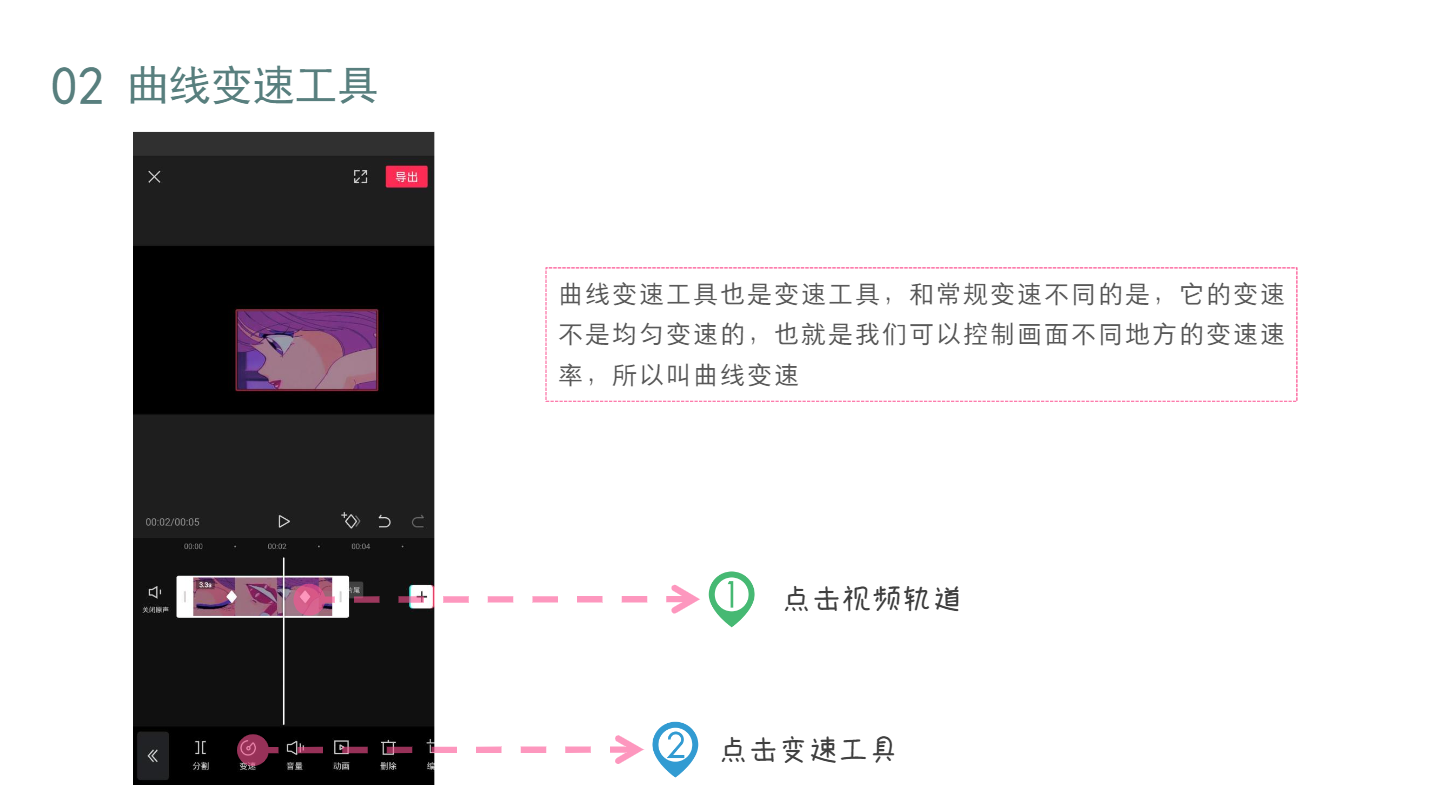 02 曲线变速工具
导出
曲线变速工具也是变速工具，和常规变速不同的是，它的变速
不是均匀变速的，也就是我们可以控制画面不同地方的变速速
率，所以叫曲线变速
00:02/00:05
00:00 00:02 00:04
3.3s
关闭原声
1 点击视频轨道
2 点击变速工具
分割 变速 音量 动画 删除 编